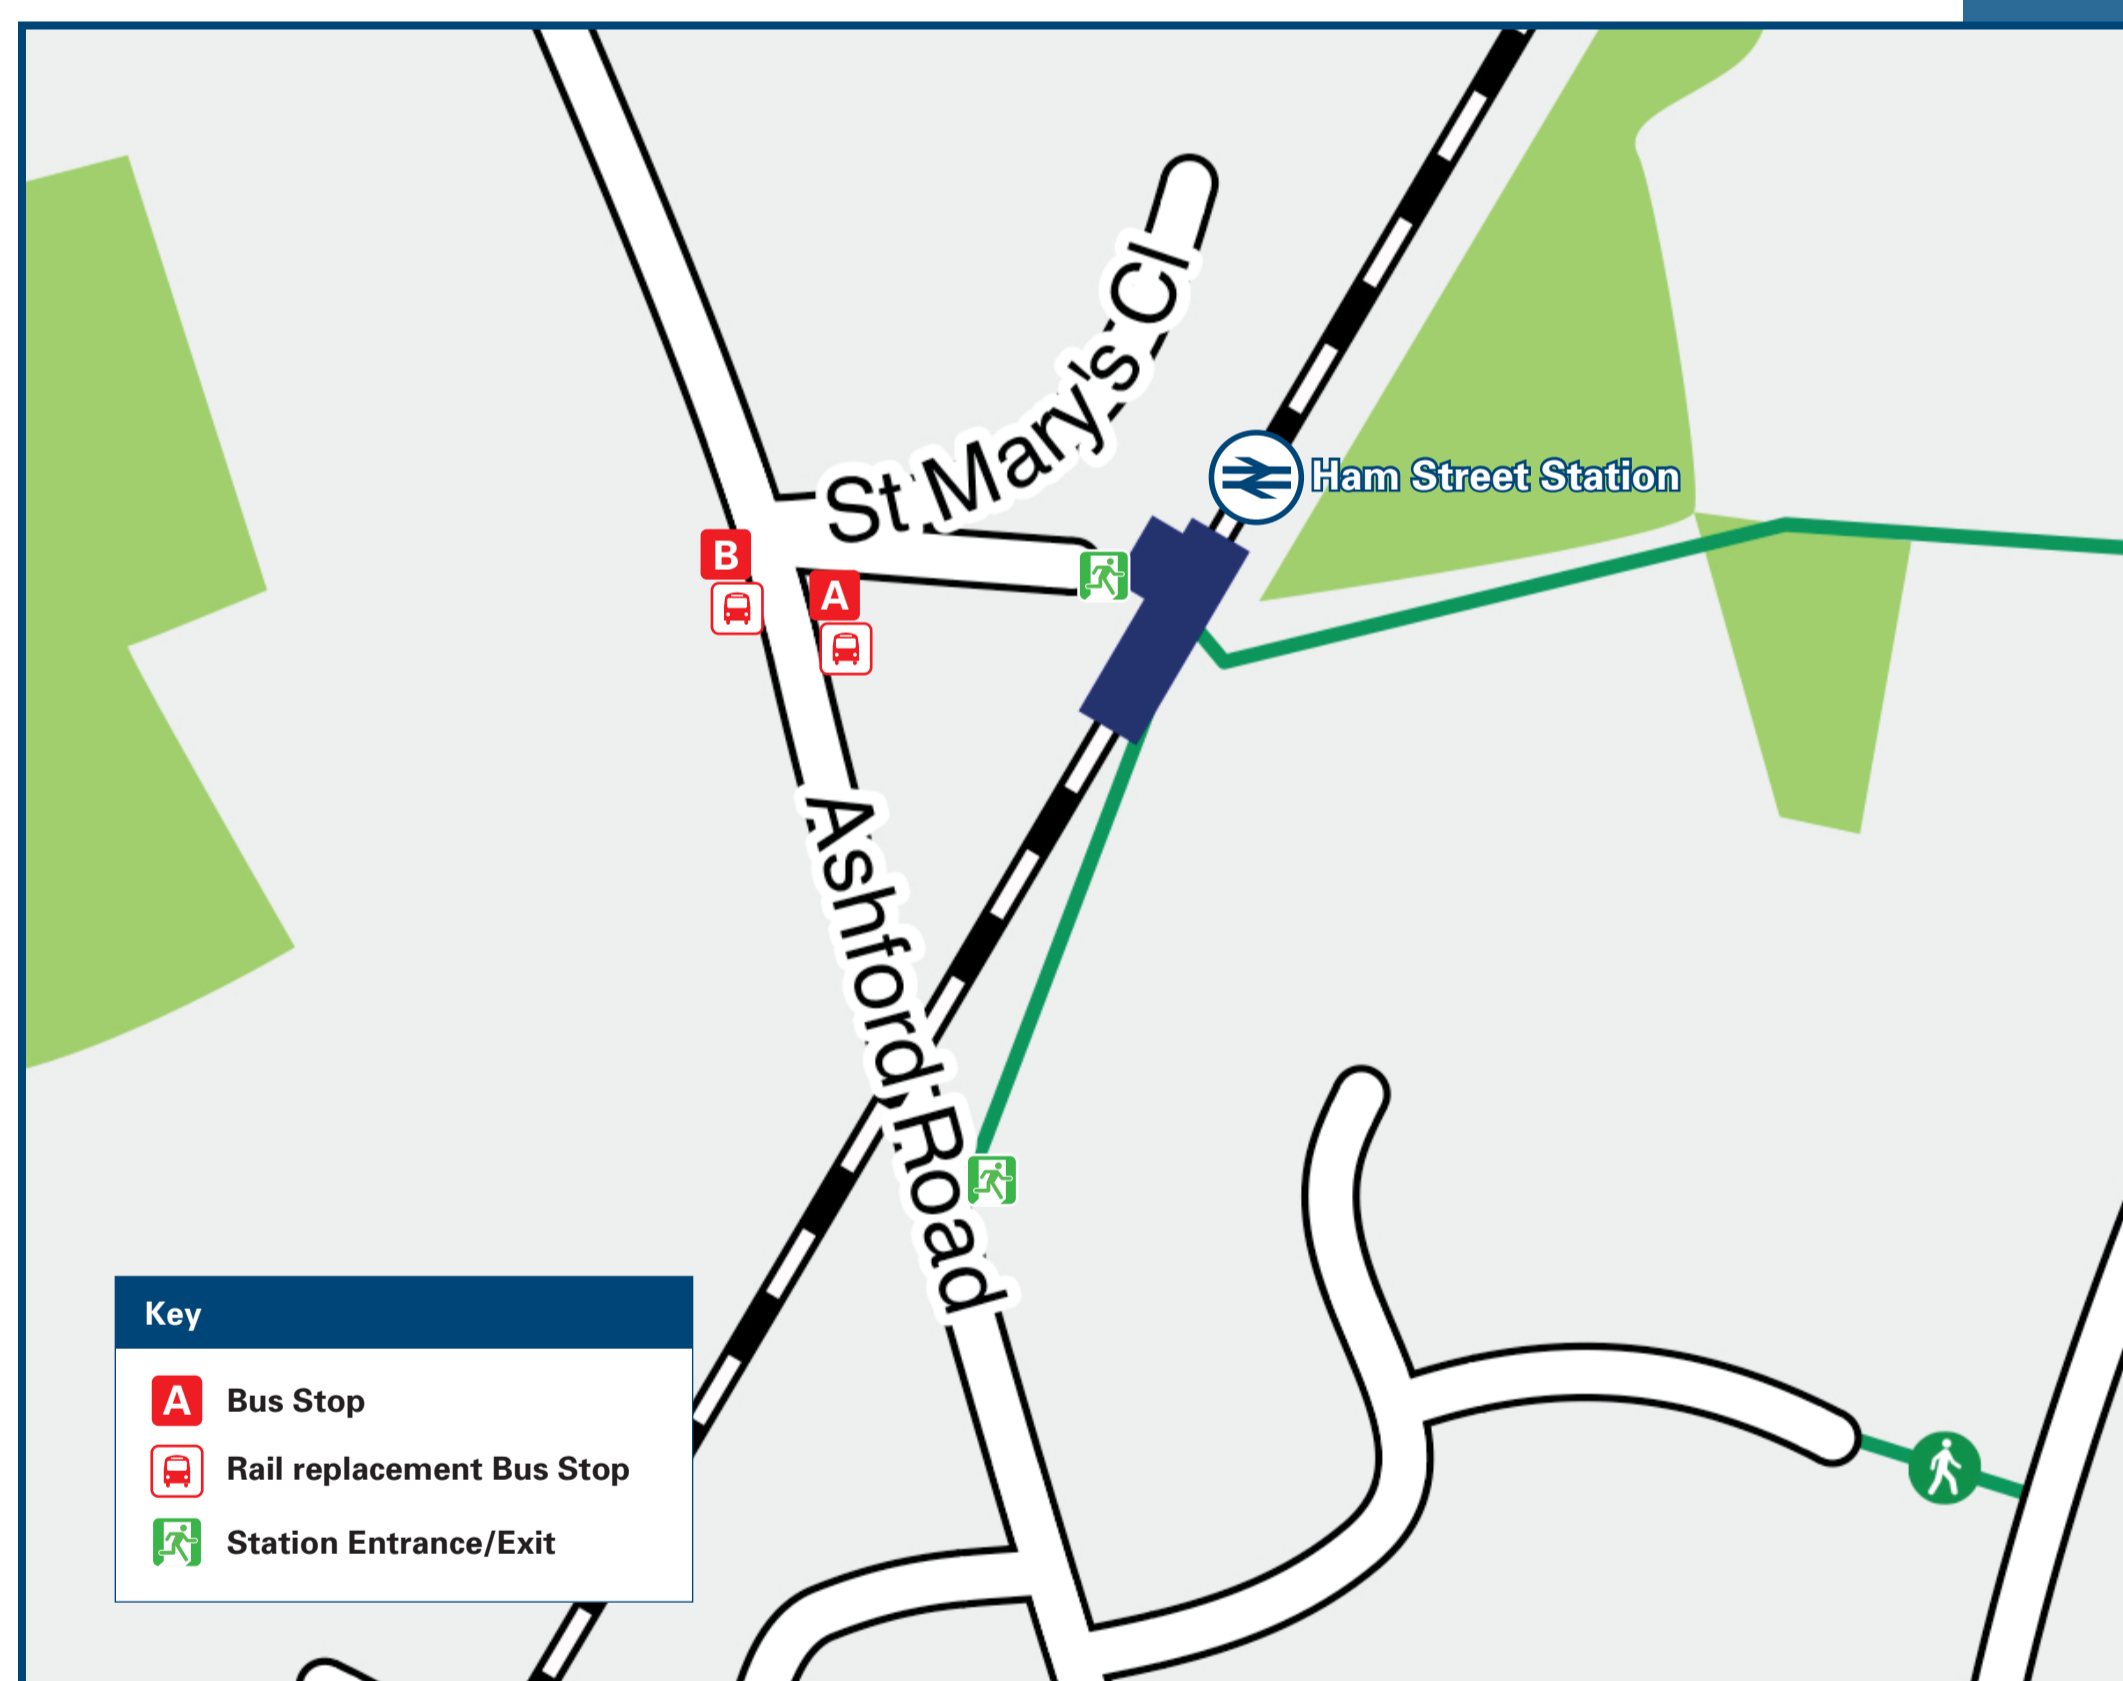 St Mary's Cl
Ham Street Station
B
A
Ashford Road
Key
A Bus Stop
Rail replacement Bus Stop
Station Entrance/Exit